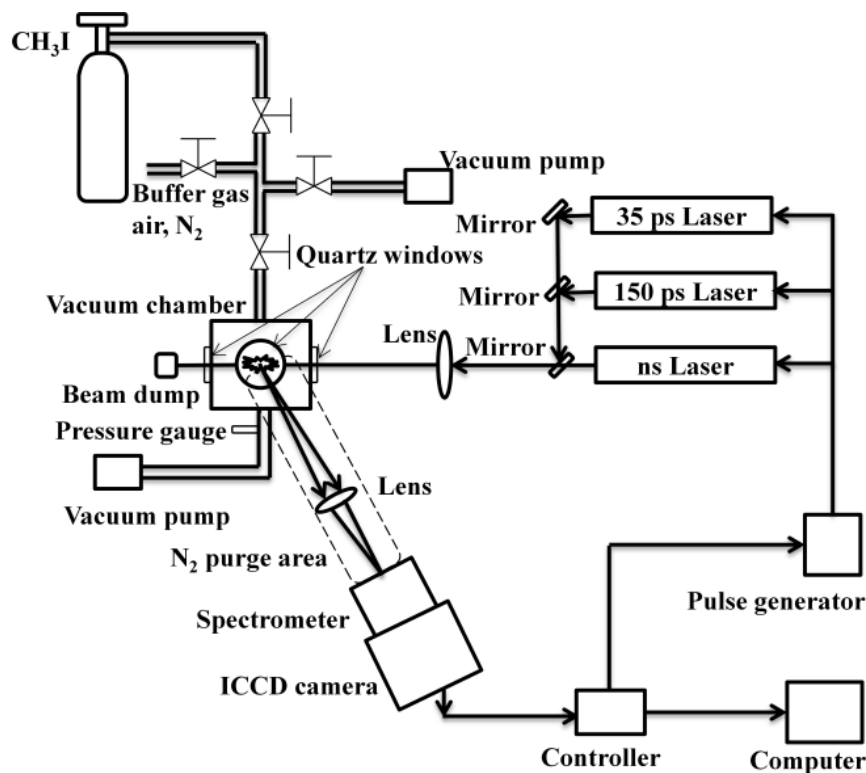 CH₃I
Vacuum pump
Buffer gas
air, N₂
Mirror
35 ps Laser
Quartz windows
Mirror
150 ps Laser
Vacuum chamber
Lens
Mirror
ns Laser
Beam dump
Pressure gauge
Lens
Vacuum pump
N₂ purge area
Pulse generator
Spectrometer
ICCD camera
Controller
Computer